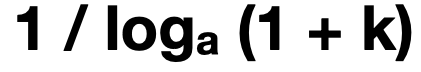 1 / logₐ (1 + k)